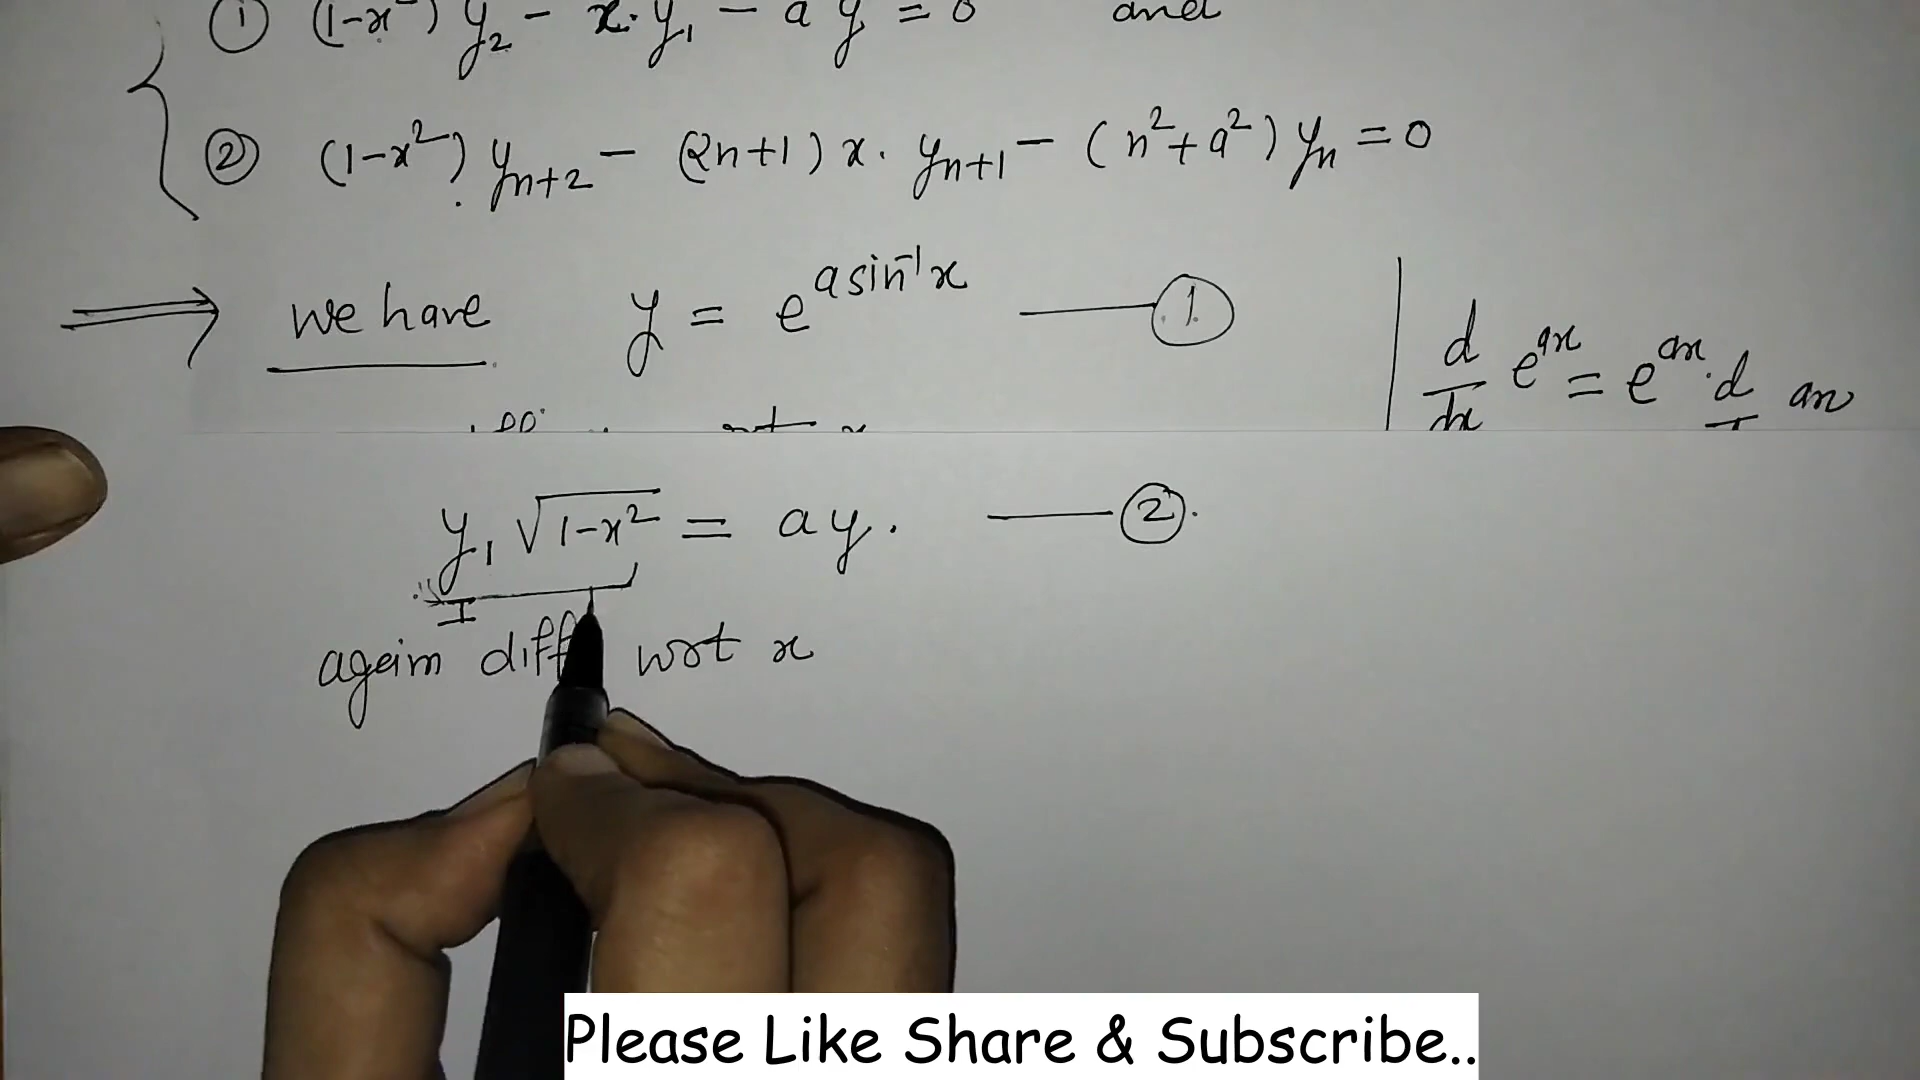 ① (1-x²) y₂ - x. y₁ - a y = 0 and
② (1-x²) yₙ₊₂ - (2n+1) x. yₙ₊₁ - (n²+a²) yₙ = 0
we have y = e^(a sin⁻¹x) — ①
d/dx e^(ax) = e^(ax) . d ax
y₁ √(1-x²) = ay. — ②.
I
again diff wrt x
Please Like Share & Subscribe..